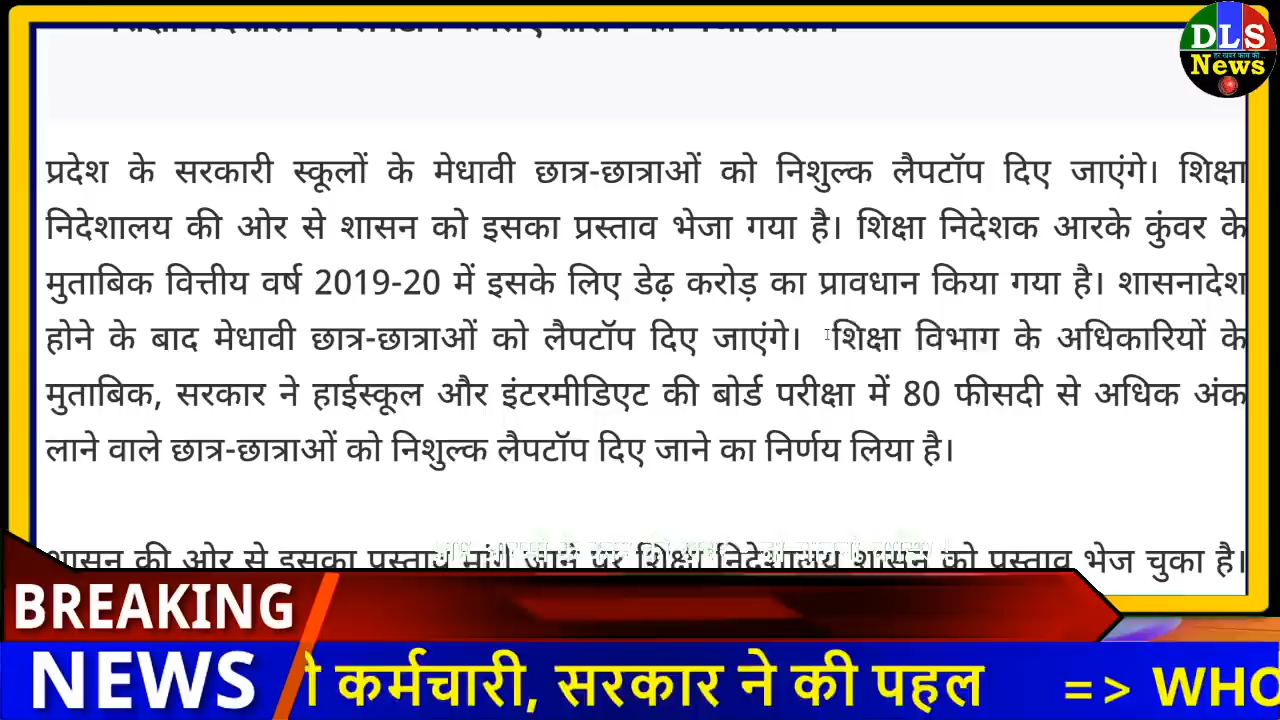 DLS
हर खबर काम की..
News
प्रदेश के सरकारी स्कूलों के मेधावी छात्र-छात्राओं को निशुल्क लैपटॉप दिए जाएंगे। शिक्षा
निदेशालय की ओर से शासन को इसका प्रस्ताव भेजा गया है। शिक्षा निदेशक आरके कुंवर के
मुताबिक वित्तीय वर्ष 2019-20 में इसके लिए डेढ़ करोड़ का प्रावधान किया गया है। शासनादेश
होने के बाद मेधावी छात्र-छात्राओं को लैपटॉप दिए जाएंगे। शिक्षा विभाग के अधिकारियों के
मुताबिक, सरकार ने हाईस्कूल और इंटरमीडिएट की बोर्ड परीक्षा में 80 फीसदी से अधिक अंक
लाने वाले छात्र-छात्राओं को निशुल्क लैपटॉप दिए जाने का निर्णय लिया है।
शासन की ओर से इसका प्रस्ताव मांगे जाने पर शिक्षा निदेशालय शासन को प्रस्ताव भेज चुका है।
BREAKING
NEWS
कर्मचारी, सरकार ने की पहल => WHO